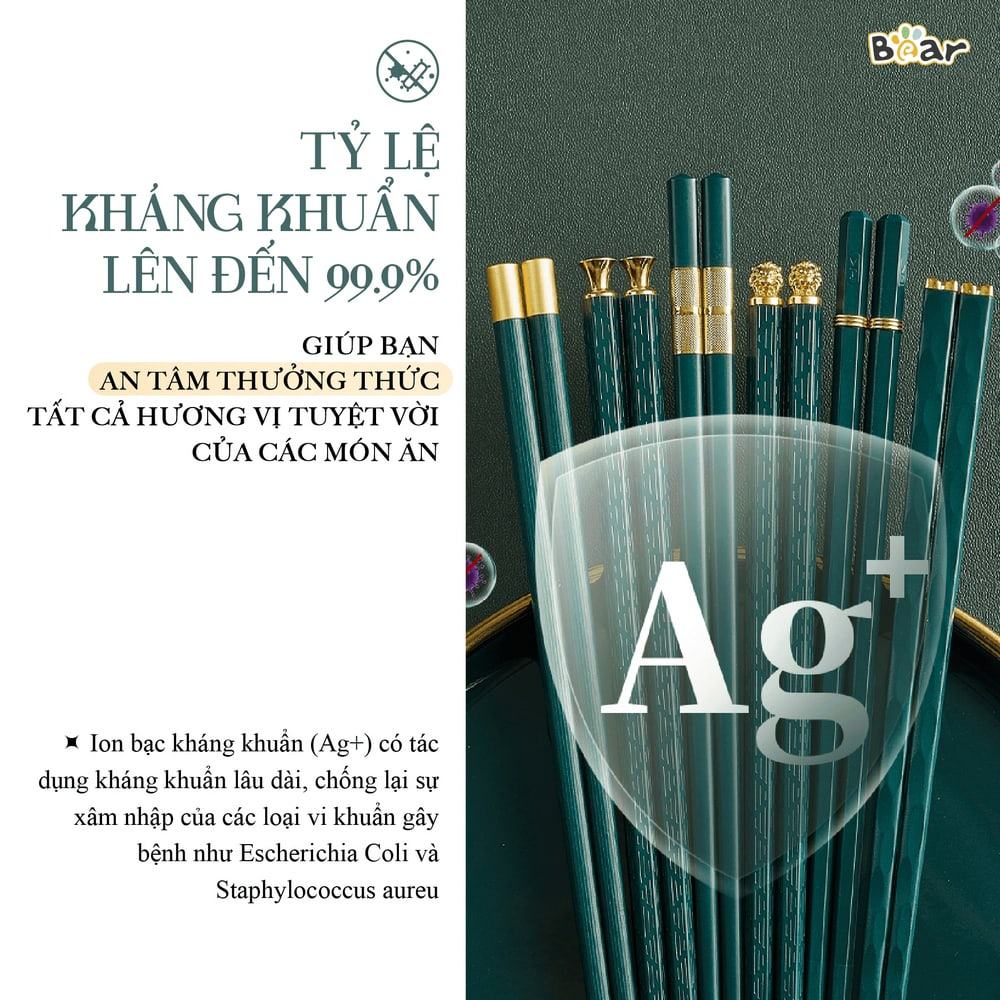 Bear
TỶ LỆ
KHÁNG KHUẨN
LÊN ĐẾN 99.9%
GIÚP BẠN
AN TÂM THƯỞNG THỨC
TẤT CẢ HƯƠNG VỊ TUYỆT VỜI
CỦA CÁC MÓN ĂN
Ag+
Ion bạc kháng khuẩn (Ag+) có tác
dụng kháng khuẩn lâu dài, chống lại sự
xâm nhập của các loại vi khuẩn gây
bệnh như Escherichia Coli và
Staphylococcus aureu